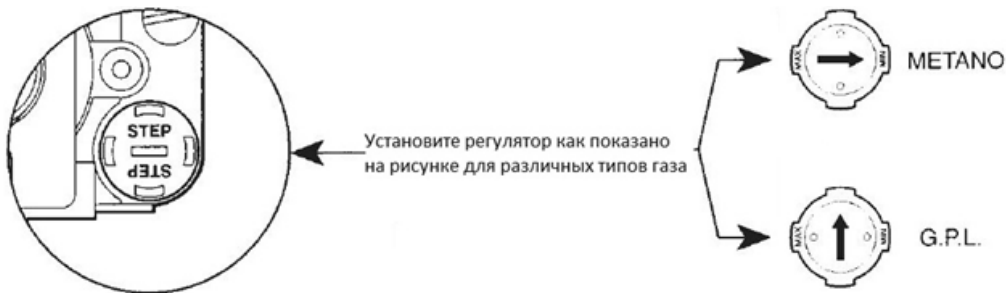 STEP
STEP
Установите регулятор как показано
на рисунке для различных типов газа
MAX
MIN
METANO
MAX
MIN
G.P.L.